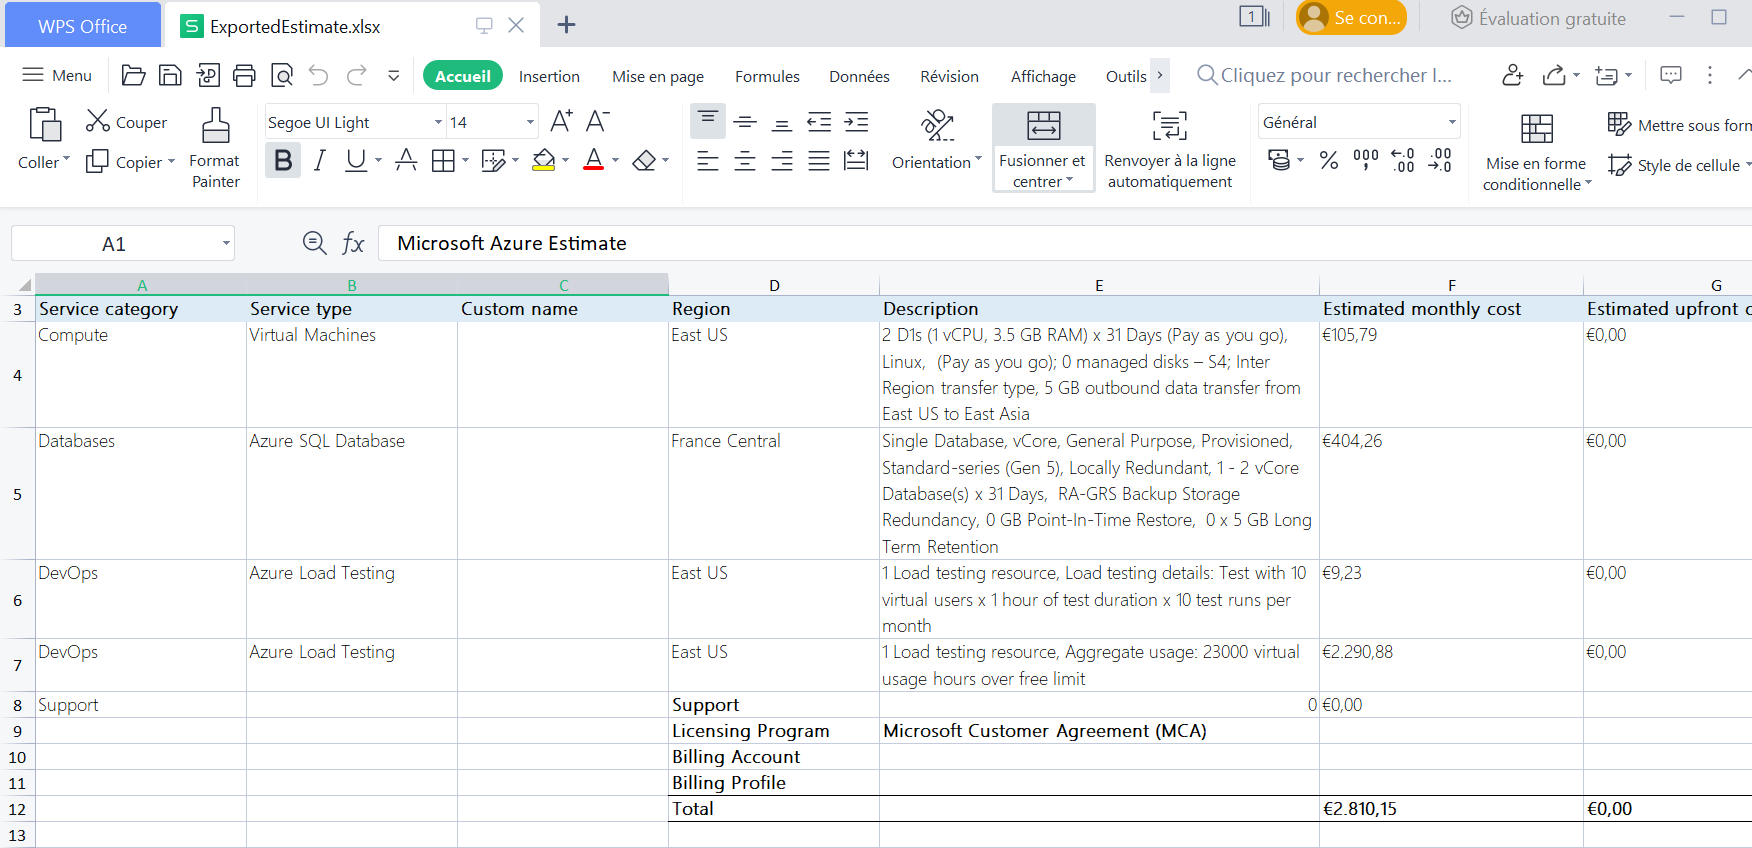 WPS Office
S ExportedEstimate.xlsx
1
Se con...
Évaluation gratuite
Menu
Accueil
Insertion
Mise en page
Formules
Données
Révision
Affichage
Outils
Cliquez pour rechercher l...
Coller
Couper
Copier
Format
Painter
Segoe UI Light
14
A+ A-
B I U A
A
Orientation
Fusionner et
centrer
Renvoyer à la ligne
automatiquement
Général
% 000 ←.0 .00
.00 →.0
Mise en forme
conditionnelle
Mettre sous form
Style de cellule
A1
fx
Microsoft Azure Estimate
A B C D E F G
3 Service category Service type Custom name Region Description Estimated monthly cost Estimated upfront c
4 Compute Virtual Machines East US 2 D1s (1 vCPU, 3.5 GB RAM) x 31 Days (Pay as you go), €105,79 €0,00
Linux,  (Pay as you go); 0 managed disks – S4; Inter
Region transfer type, 5 GB outbound data transfer from
East US to East Asia
5 Databases Azure SQL Database France Central Single Database, vCore, General Purpose, Provisioned, €404,26 €0,00
Standard-series (Gen 5), Locally Redundant, 1 - 2 vCore
Database(s) x 31 Days,  RA-GRS Backup Storage
Redundancy, 0 GB Point-In-Time Restore,  0 x 5 GB Long
Term Retention
6 DevOps Azure Load Testing East US 1 Load testing resource, Load testing details: Test with 10 €9,23 €0,00
virtual users x 1 hour of test duration x 10 test runs per
month
7 DevOps Azure Load Testing East US 1 Load testing resource, Aggregate usage: 23000 virtual €2.290,88 €0,00
usage hours over free limit
8 Support Support 0 €0,00
9 Licensing Program Microsoft Customer Agreement (MCA)
10 Billing Account
11 Billing Profile
12 Total €2.810,15 €0,00
13